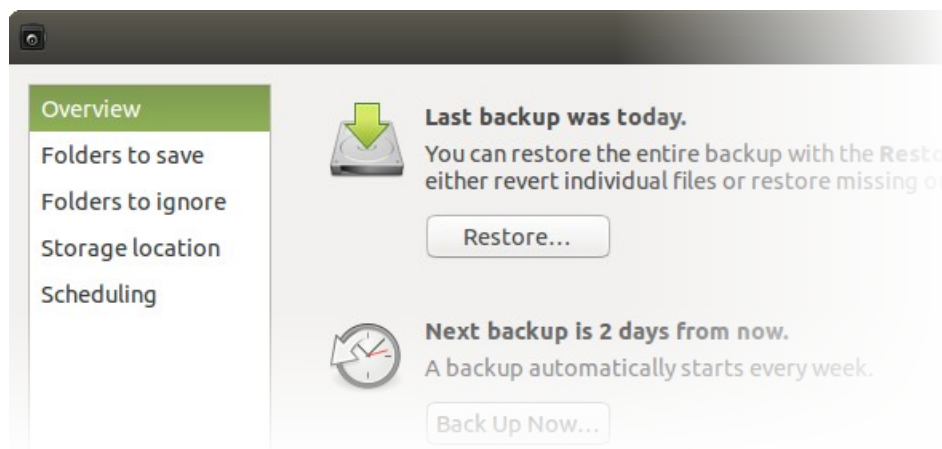 Overview
Folders to save
Folders to ignore
Storage location
Scheduling
Last backup was today.
You can restore the entire backup with the
either revert individual files or restore missing
Restore...
Next backup is 2 days from now.
A backup automatically starts every week.
Back Up Now...